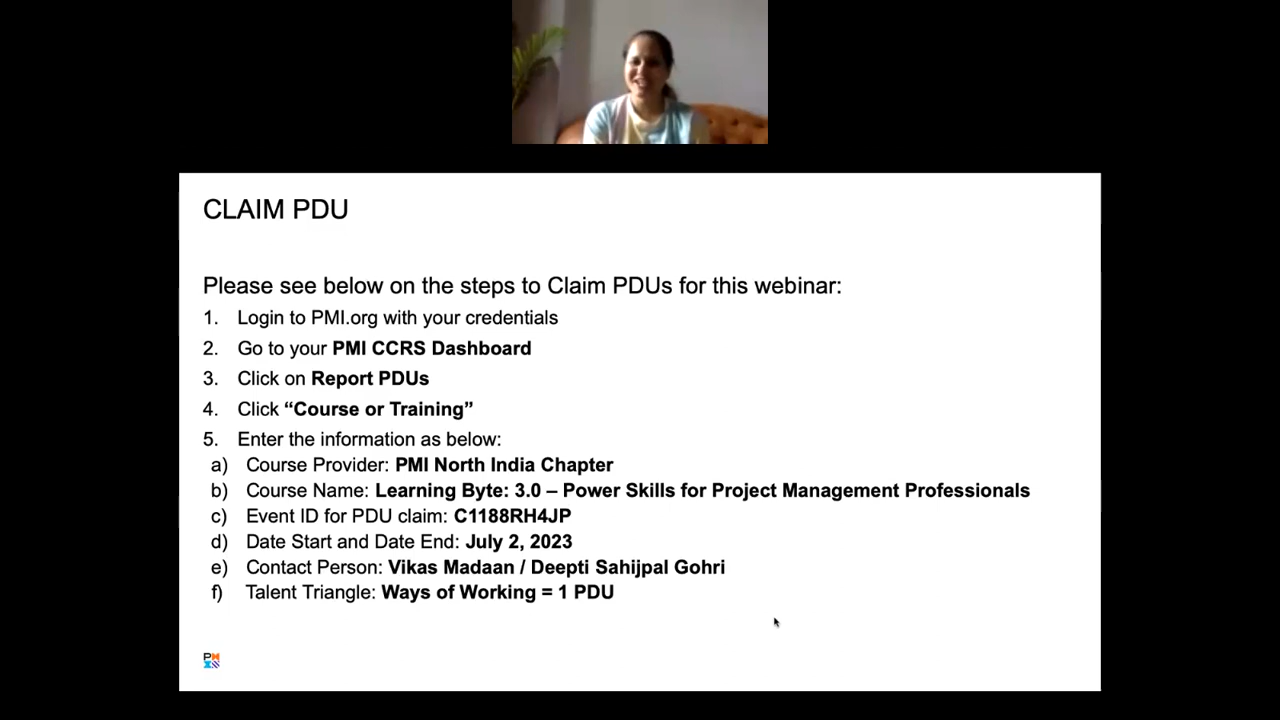 CLAIM PDU
Please see below on the steps to Claim PDUs for this webinar:
1. Login to PMI.org with your credentials
2. Go to your PMI CCRS Dashboard
3. Click on Report PDUs
4. Click “Course or Training”
5. Enter the information as below:
a) Course Provider: PMI North India Chapter
b) Course Name: Learning Byte: 3.0 – Power Skills for Project Management Professionals
c) Event ID for PDU claim: C1188RH4JP
d) Date Start and Date End: July 2, 2023
e) Contact Person: Vikas Madaan / Deepti Sahijpal Gohri
f) Talent Triangle: Ways of Working = 1 PDU